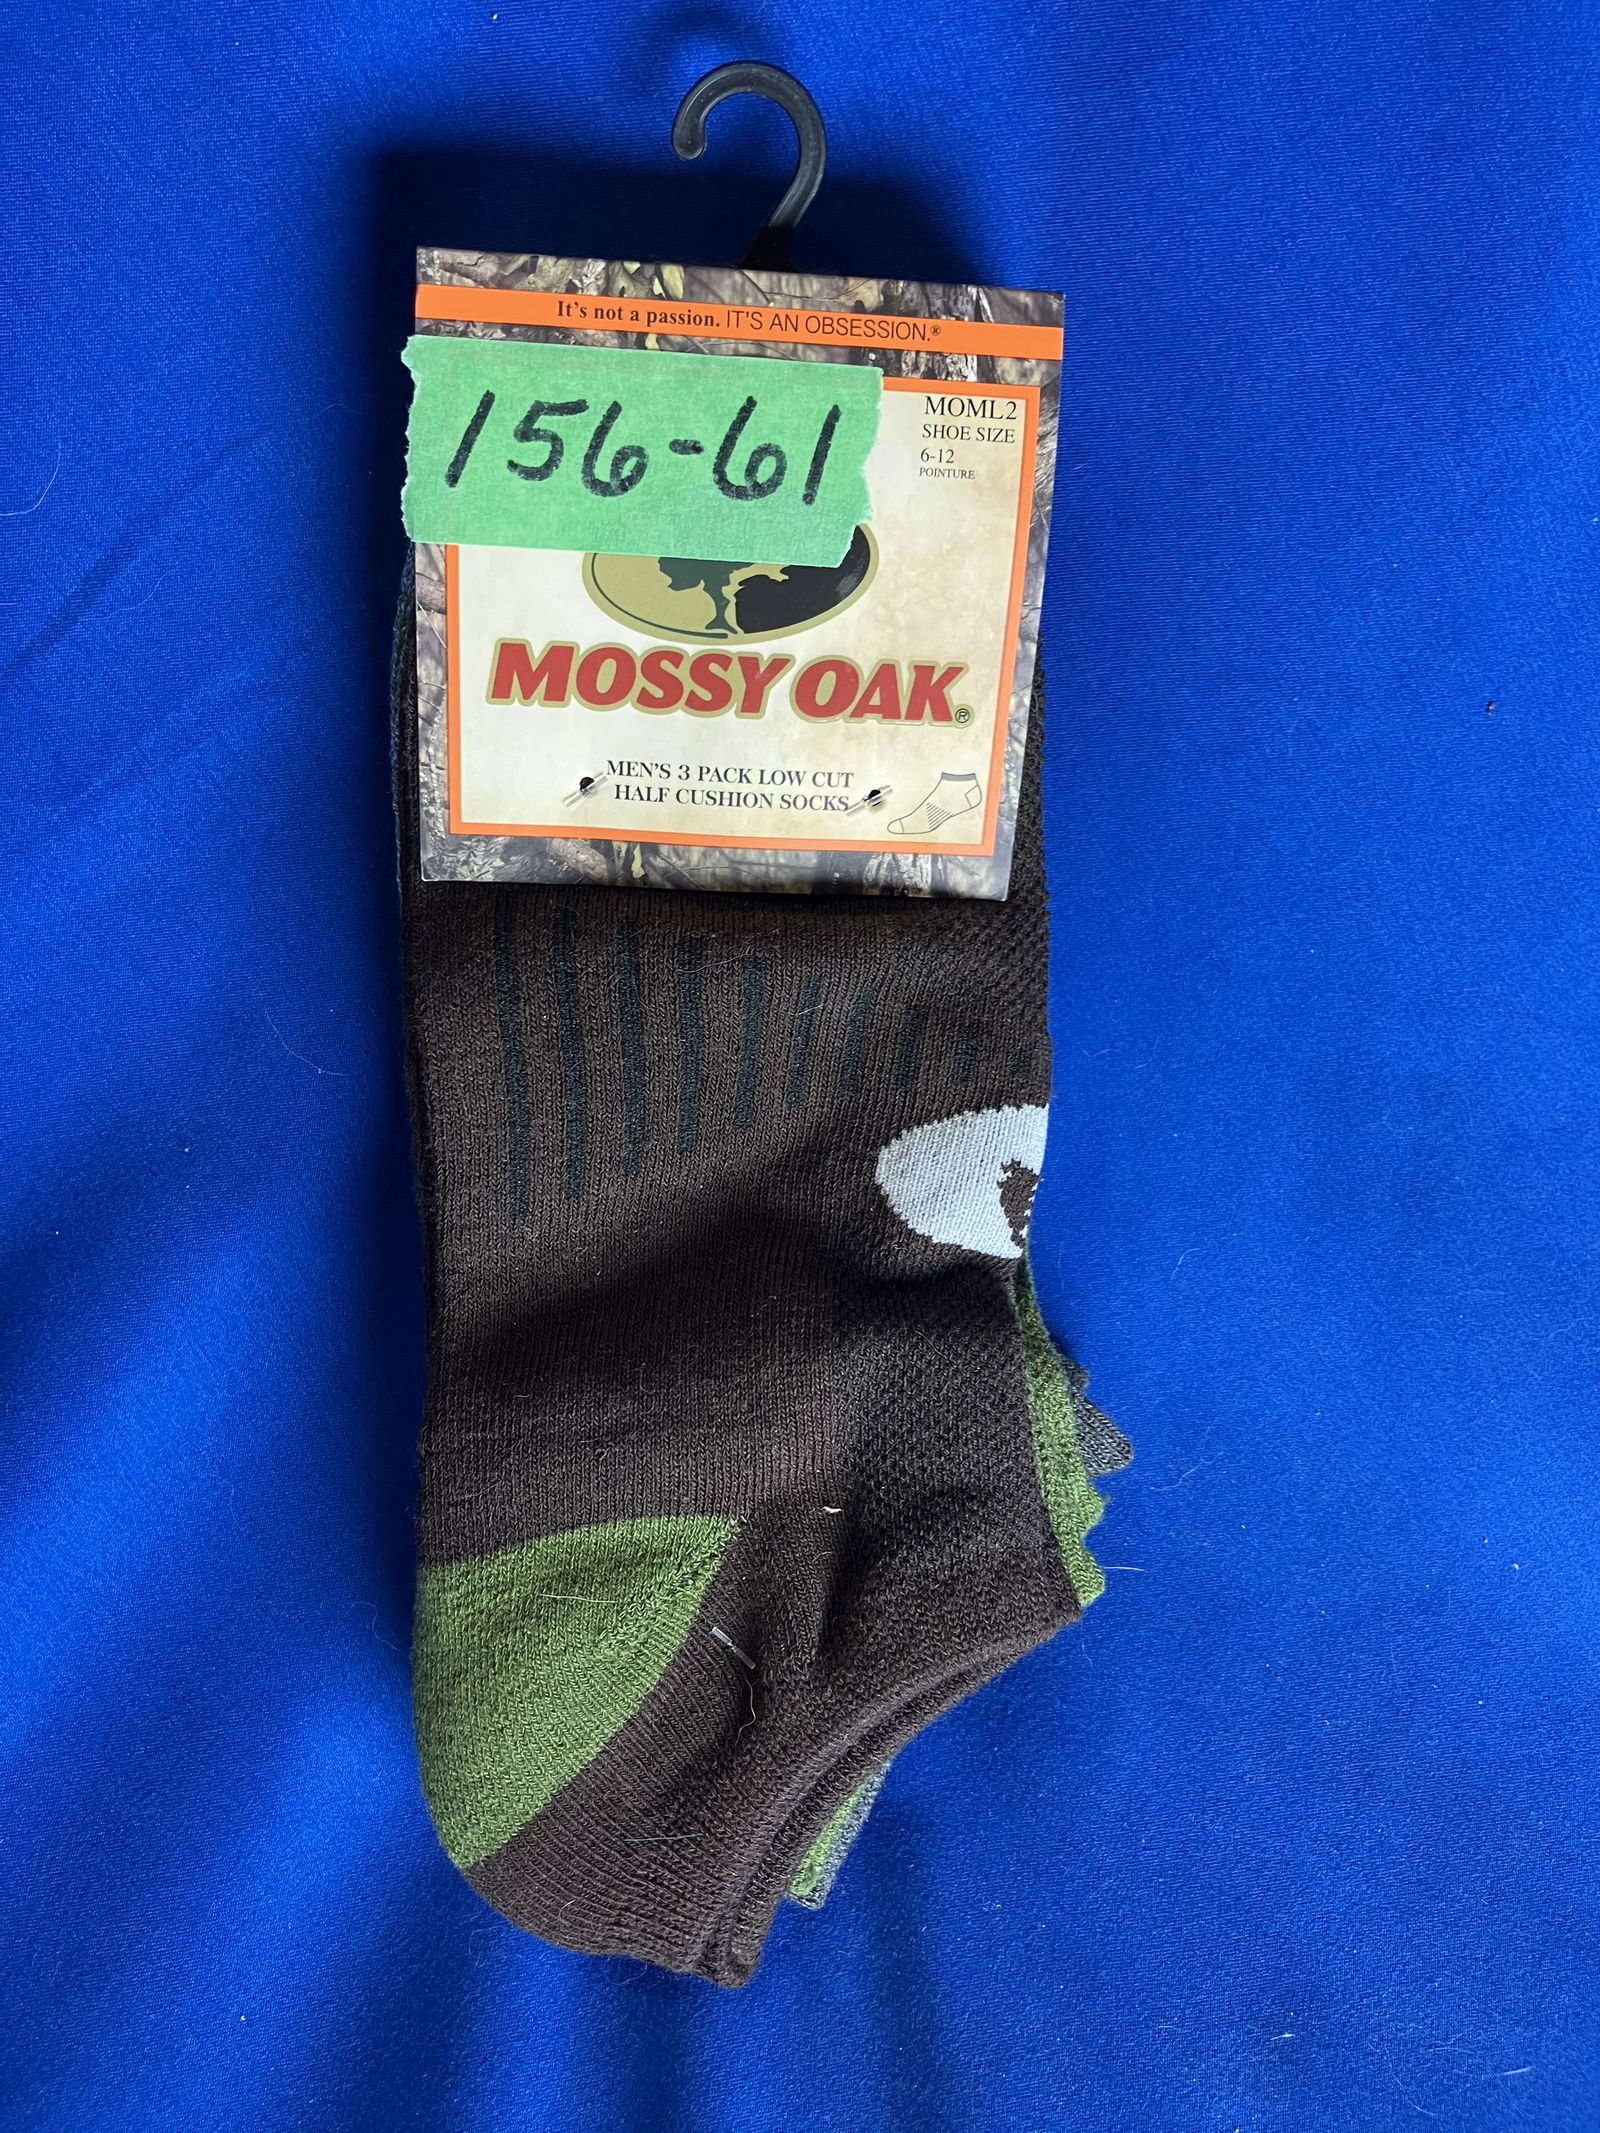 It's not a passion. IT'S AN OBSESSION.®
156-61
MOML2
SHOE SIZE
6-12
POINTURE
MOSSY OAK®
MEN'S 3 PACK LOW CUT
HALF CUSHION SOCKS